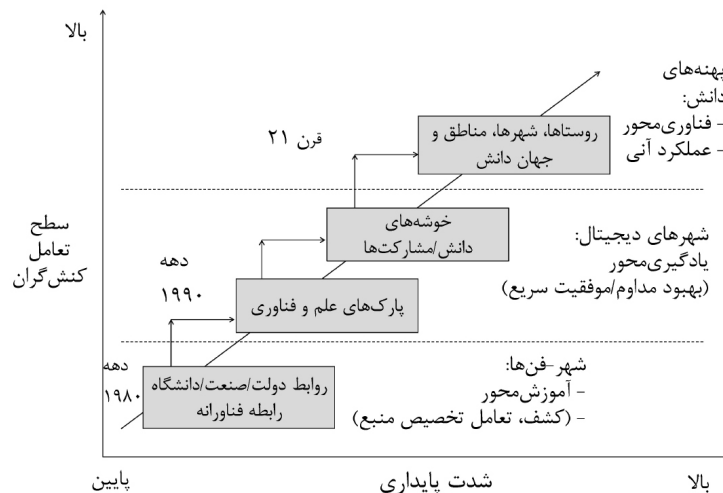 بالا
پهنه‌های
دانش:
- فناوری‌محور
- عملکرد آنی
قرن ۲۱
روستاها، شهرها، مناطق و
جهان دانش
سطح
تعامل
کنش‌گران
خوشه‌های
دانش/مشارکت‌ها
شهرهای دیجیتال:
یادگیری‌محور
(بهبود مداوم/موفقیت سریع)
دهه
۱۹۹۰
پارک‌های علم و فناوری
دهه
۱۹۸۰
روابط دولت/صنعت/دانشگاه
رابطه فناورانه
شهر-فن‌ها:
- آموزش‌محور
- (کشف، تعامل تخصیص منبع)
پایین
شدت پایداری
بالا